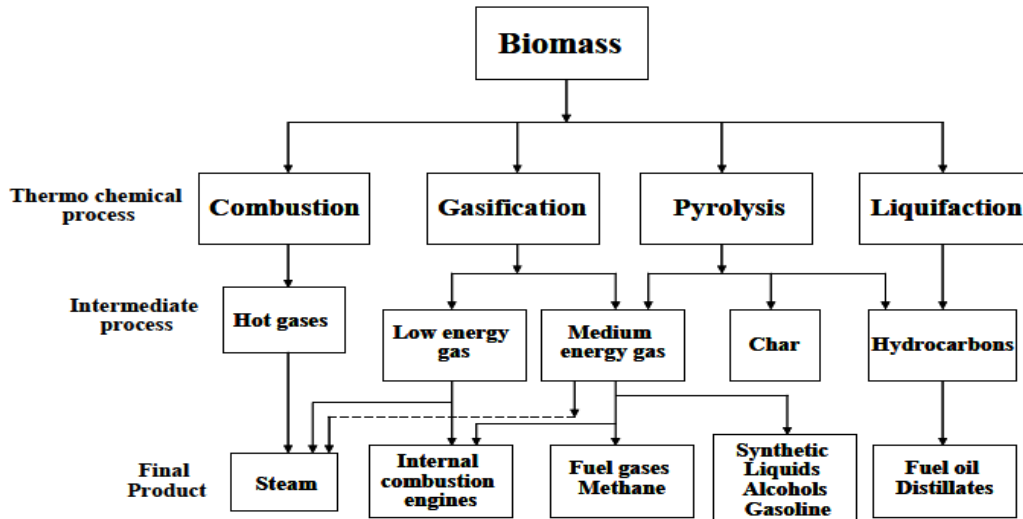 Biomass
Thermo chemical
process
Combustion
Gasification
Pyrolysis
Liquifaction
Intermediate
process
Hot gases
Low energy
gas
Medium
energy gas
Char
Hydrocarbons
Final
Product
Steam
Internal
combustion
engines
Fuel gases
Methane
Synthetic
Liquids
Alcohols
Gasoline
Fuel oil
Distillates